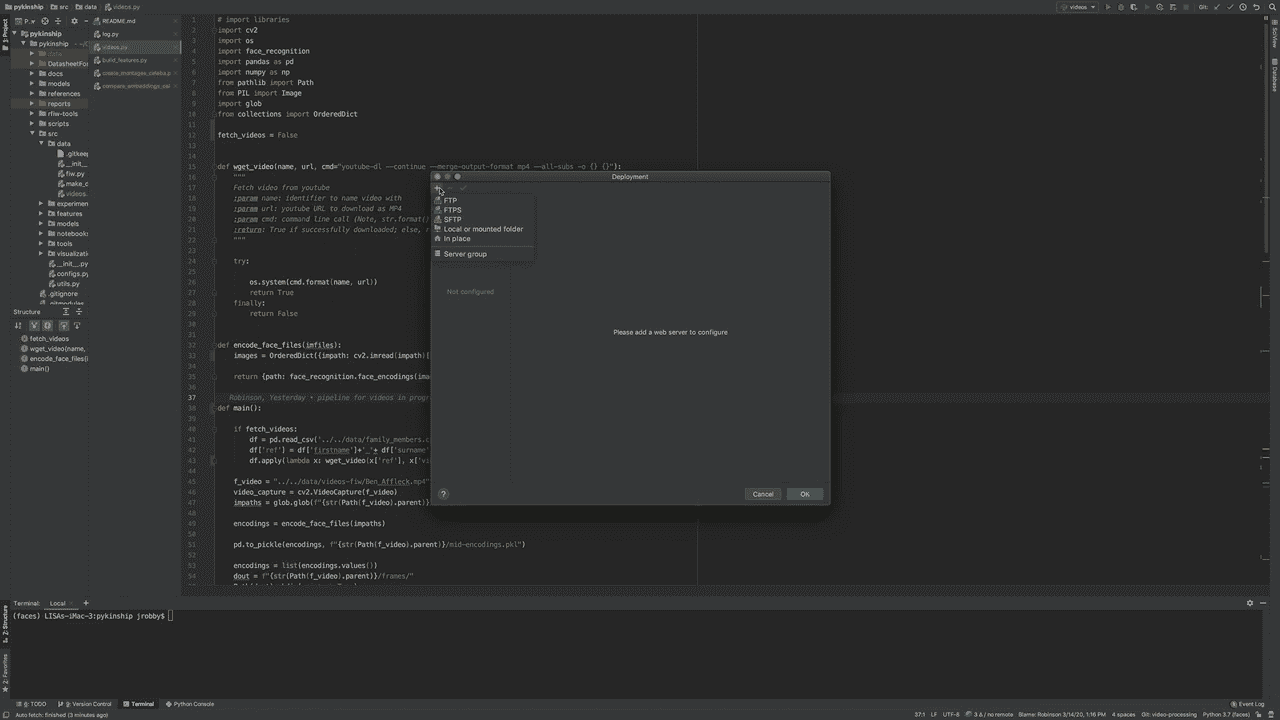 pykinship
src
data
videos.py
videos
Git:
1: Project
P..
pykinship
pykinship
data
DatasheetFor
docs
models
references
reports
rfiw-tools
scripts
src
data
.gitkeep
__init__.
fiw.py
make_d
videos.
experimen
features
models
notebook
tools
visualizati
__init__.py
configs.py
utils.py
.gitignore
.gitmodules
Structure
fetch_videos
wget_video(name,
encode_face_files(i
main()
README.md
log.py
videos.py
build_features.py
1 # import libraries
2 import cv2
3 import os
4 import face_recognition
5 import pandas as pd
6 import numpy as np
7 from pathlib import Path
8 from PIL import Image
9 import glob
10 from collections import OrderedDict
11
12 fetch_videos = False
13
14
15 def wget_video(name, url, cmd="youtube-dl --continue --merge-output-format mp4 --all-subs -o {} {}"):
16 """
17 Fetch video from youtube
18 :param name: identifier to name video with
19 :param url: youtube URL to download as MP4
20 :param cmd: command line call (Note, str.format()
21 :return: True if successfully downloaded; else,
22 """
23
24 try:
25
26 os.system(cmd.format(name, url))
27 return True
28 finally:
29 return False
30
31
32 def encode_face_files(imfiles):
33 images = OrderedDict({impath: cv2.imread(impath)[
34
35 return {path: face_recognition.face_encodings(ima
36
37 Robinson, Yesterday • pipeline for videos in progr
38 def main():
39
40 if fetch_videos:
41 df = pd.read_csv('../../data/family_members.c
42 df['ref'] = df['firstname']+'_'+ df['surname'
43 df.apply(lambda x: wget_video(x['ref'], x['vi
44
45 f_video = "../../data/videos-fiw/Ben_Affleck.mp4"
46 video_capture = cv2.VideoCapture(f_video)
47 impaths = glob.glob(f"{str(Path(f_video).parent)}
48
49 encodings = encode_face_files(impaths)
50
51 pd.to_pickle(encodings, f"{str(Path(f_video).parent)}/mid-encodings.pkl")
52
53 encodings = list(encodings.values())
54 dout = f"{str(Path(f_video).parent)}/frames/"
Deployment
FTP
FTPS
SFTP
Local or mounted folder
In place
Server group
Not configured
Please add a web server to configure
?
Cancel
OK
SciView
Database
Z: Structure
2: Favorites
Terminal:
Local
+
(faces) LISAs-iMac-3:pykinship jrobby$
6: TODO
9: Version Control
Terminal
Python Console
Event Log
Auto fetch: finished (3 minutes ago)
37:1
LF
UTF-8
3 Δ / no remote
Blame: Robinson 3/14/20, 1:16 PM
4 spaces
Git: video-processing
Python 3.7 (faces)